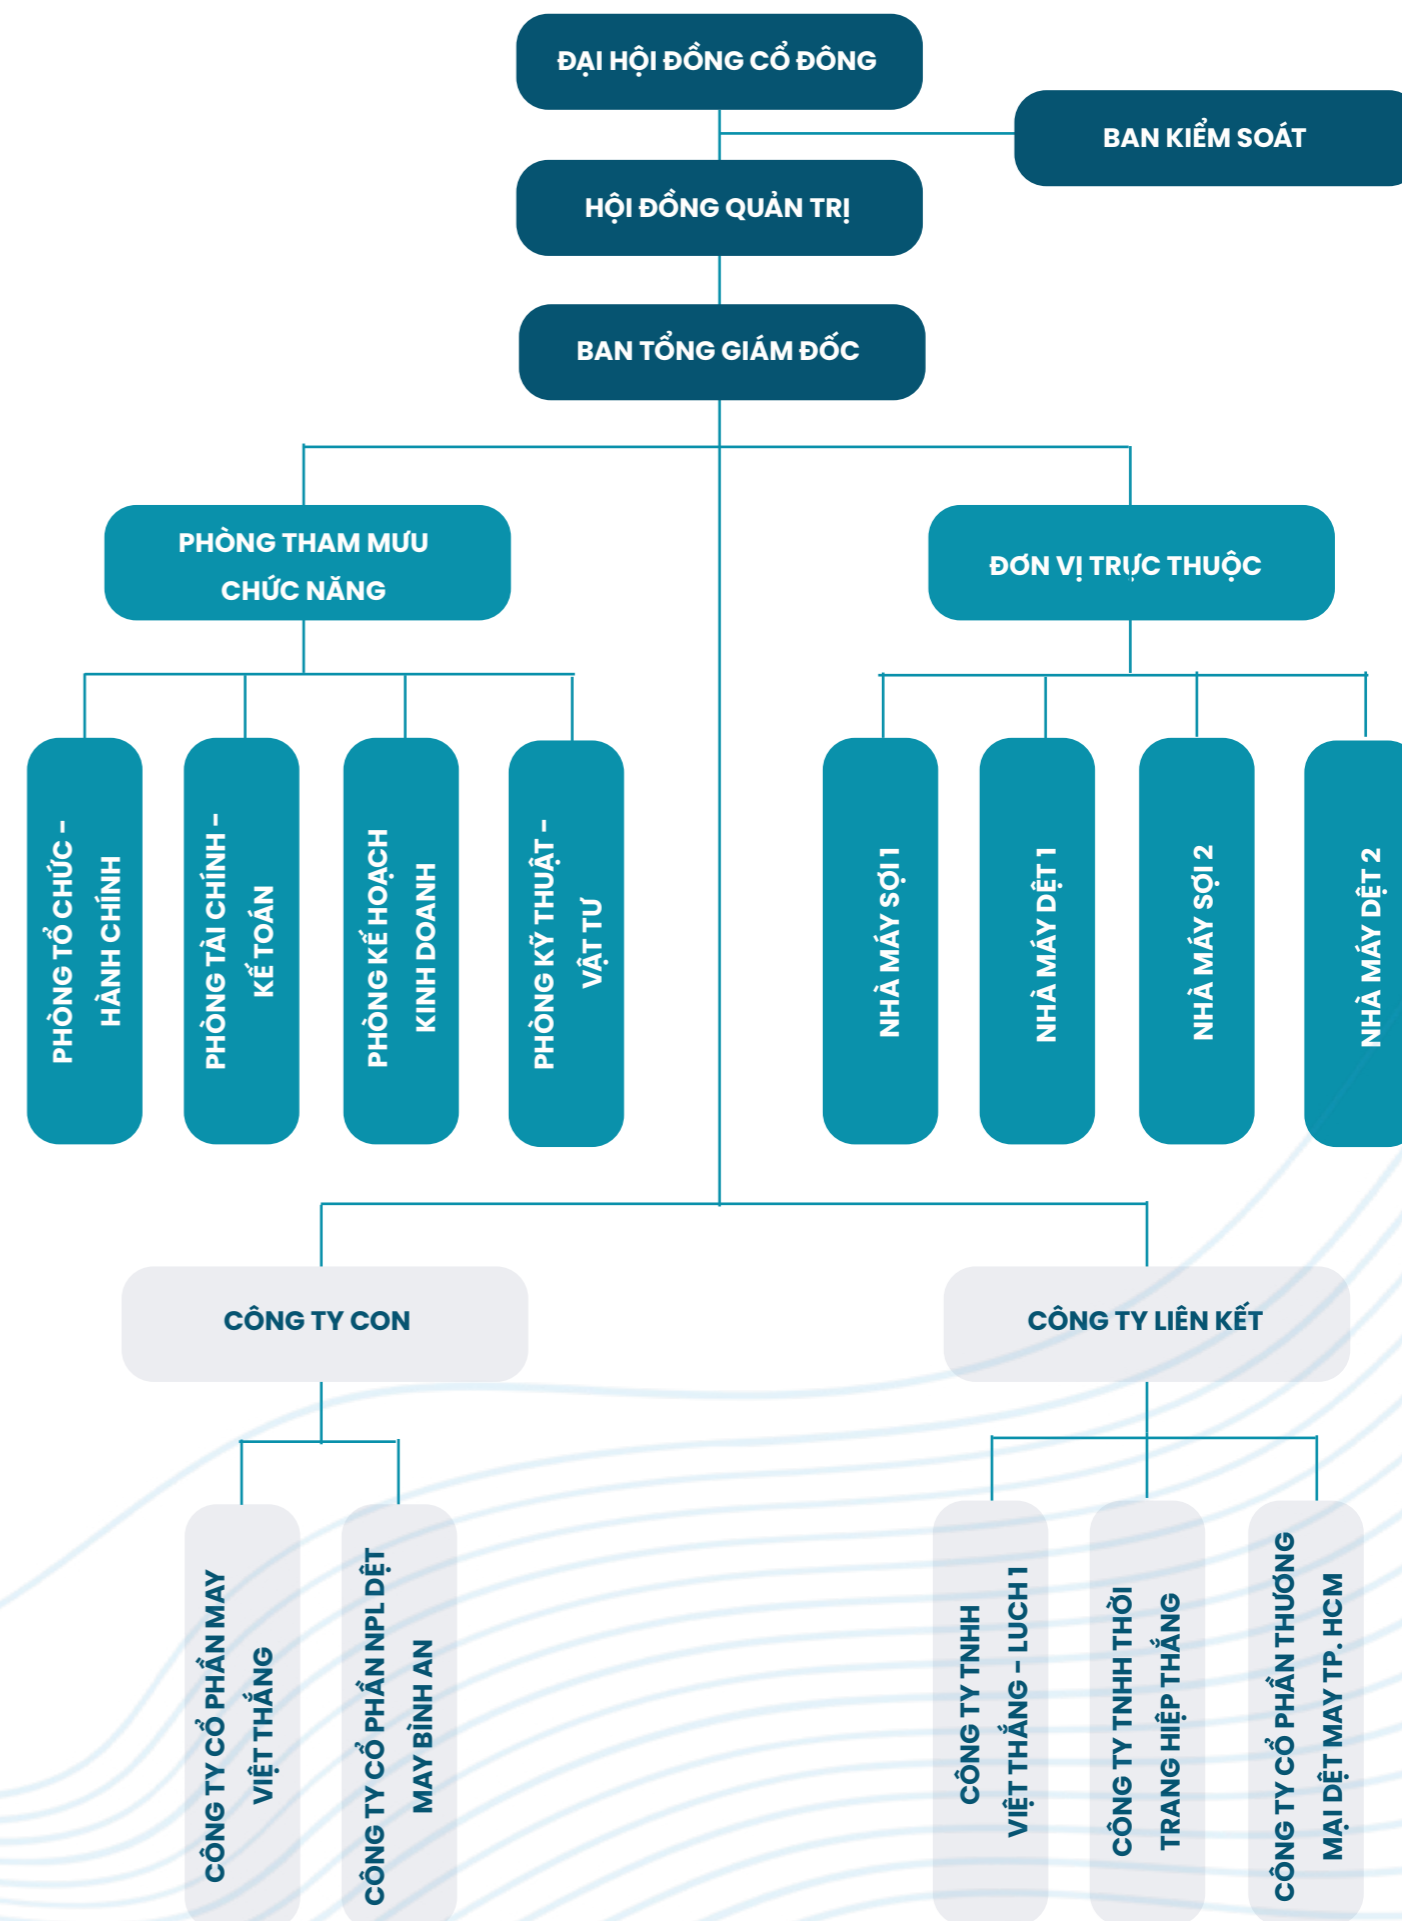 ĐẠI HỘI ĐỒNG CỔ ĐÔNG
BAN KIỂM SOÁT
HỘI ĐỒNG QUẢN TRỊ
BAN TỔNG GIÁM ĐỐC
PHÒNG THAM MƯU
CHỨC NĂNG
ĐƠN VỊ TRỰC THUỘC
PHÒNG TỔ CHỨC –
HÀNH CHÍNH
PHÒNG TÀI CHÍNH –
KẾ TOÁN
PHÒNG KẾ HOẠCH
KINH DOANH
PHÒNG KỸ THUẬT –
VẬT TƯ
NHÀ MÁY SỢI 1
NHÀ MÁY DỆT 1
NHÀ MÁY SỢI 2
NHÀ MÁY DỆT 2
CÔNG TY CON
CÔNG TY LIÊN KẾT
CÔNG TY CỔ PHẦN MAY
VIỆT THẮNG
CÔNG TY CỔ PHẦN NPL DỆT
MAY BÌNH AN
CÔNG TY TNHH
VIỆT THẮNG – LUCH 1
CÔNG TY TNHH THỜI
TRANG HIỆP THẮNG
CÔNG TY CỔ PHẦN THƯƠNG
MẠI DỆT MAY TP. HCM